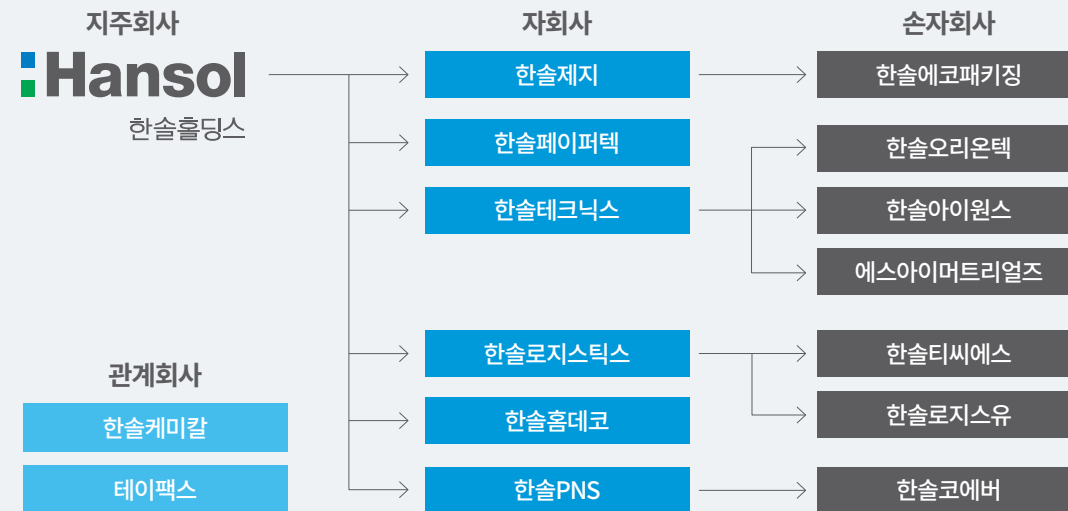 지주회사
Hansol
한솔홀딩스
관계회사
한솔케미칼
테이팩스
자회사
한솔제지
한솔페이퍼텍
한솔테크닉스
한솔로지스틱스
한솔홈데코
한솔PNS
손자회사
한솔에코패키징
한솔오리온텍
한솔아이원스
에스아이머트리얼즈
한솔티씨에스
한솔로지스유
한솔코에버